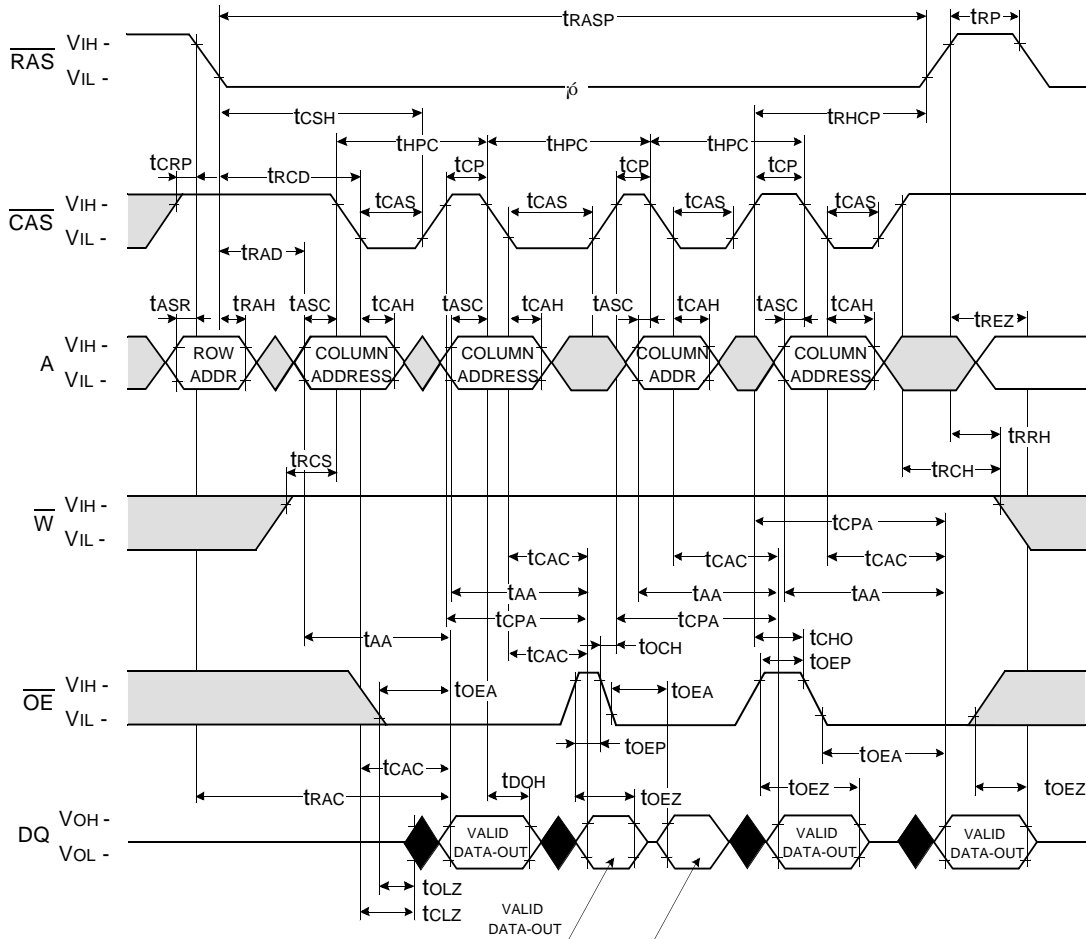 tRASP
tRP
RAS
VIH -
VIL -
tCSH
tRHCP
tHPC
tHPC
tHPC
tCRP
tRCD
tCP
tCP
tCP
CAS
VIH -
VIL -
tCAS
tCAS
tCAS
tCAS
tRAD
tASR
tRAH
tASC
tCAH
tASC
tCAH
tASC
tCAH
tASC
tCAH
tREZ
A
VIH -
VIL -
ROW
ADDR
COLUMN
ADDRESS
COLUMN
ADDRESS
COLUMN
ADDR
COLUMN
ADDRESS
tRRH
tRCS
tRCH
W
VIH -
VIL -
tCPA
tCAC
tCAC
tCAC
tAA
tAA
tAA
tCPA
tCPA
tCHO
tAA
tOCH
tCAC
tOEP
OE
VIH -
VIL -
tOEA
tOEA
tOEP
tOEA
tCAC
tDOH
tRAC
tOEZ
tOEZ
tOEZ
DQ
VOH -
VOL -
VALID
DATA-OUT
VALID
DATA-OUT
VALID
DATA-OUT
tOLZ
tCLZ
VALID
DATA-OUT